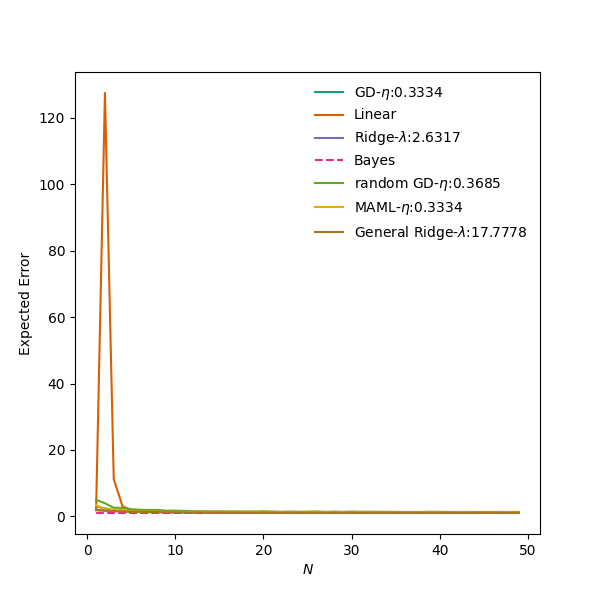 GD-η:0.3334
Linear
Ridge-λ:2.6317
Bayes
random GD-η:0.3685
MAML-η:0.3334
General Ridge-λ:17.7778
Expected Error
120
100
80
60
40
20
0
0 10 20 30 40 50
N